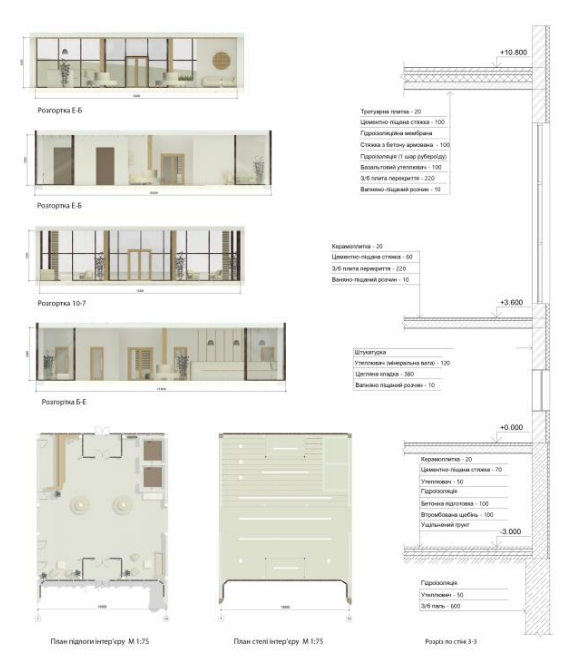 Розгортка Е-Б
Розгортка Е-Б
Розгортка 10-7
Розгортка Б-Е
План підлоги інтер'єру М 1:75
План стелі інтер'єру М 1:75
+10.800
Тротуарна плитка - 20
Цементно піщана стяжка - 100
Гідроізоляційна мембрана
Стяжка з бетону армована - 100
Гідроізоляція (1 шар рубероїду)
Базальтовий утеплювач - 100
З/б плита перекриття - 220
Вапняно-піщаний розчин - 10
Керамоплитка - 20
Цементно-піщана стяжка - 60
З/б плита перекриття - 220
Ваняно-піщаний розчин - 10
+3.600
Штукатурка
Утеплювач (мінеральна вата) - 120
Цегляна кладка - 380
Вапняно піщаний розчин - 10
+0.000
Керамоплитка - 20
Цементно-піщана стяжка - 70
Утеплювач - 50
Гідроізоляція
Бетонна підготовка - 100
Втрамбована щебінь - 100
Ущільнений ґрунт
-3.000
Гідроізоляція
Утеплювач - 50
З/б паль - 600
Розріз по стіні 3-3